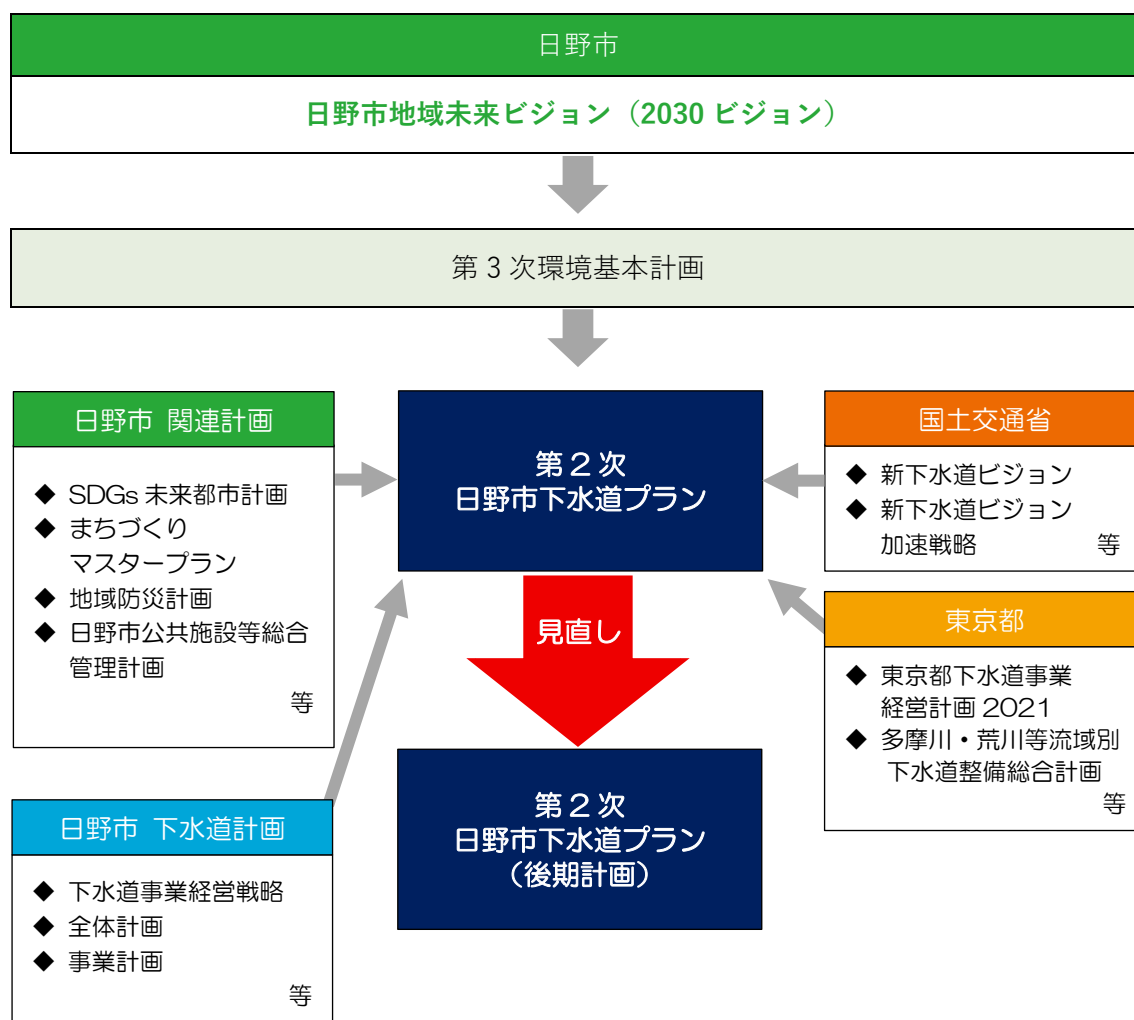 日野市
日野市地域未来ビジョン（2030 ビジョン）
第 3 次環境基本計画
日野市 関連計画
◆ SDGs 未来都市計画
◆ まちづくり
マスタープラン
◆ 地域防災計画
◆ 日野市公共施設等総合
管理計画
等
日野市 下水道計画
◆ 下水道事業経営戦略
◆ 全体計画
◆ 事業計画
等
第２次
日野市下水道プラン
見直し
第２次
日野市下水道プラン
（後期計画）
国土交通省
◆ 新下水道ビジョン
◆ 新下水道ビジョン
加速戦略 等
東京都
◆ 東京都下水道事業
経営計画 2021
◆ 多摩川・荒川等流域別
下水道整備総合計画
等